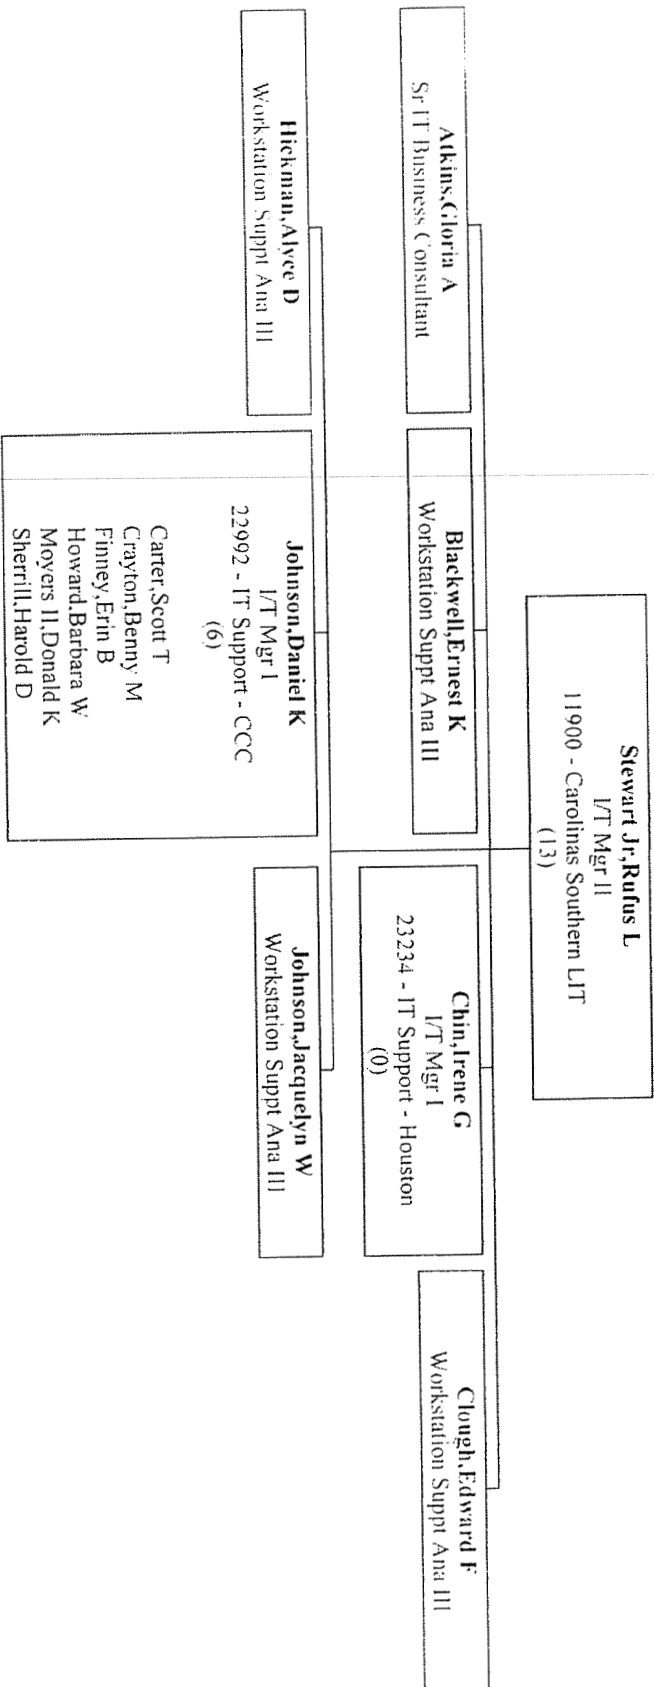 Stewart Jr,Rufus L
I/T Mgr II
11900 - Carolinas Southern LIT
(13)
Atkins,Gloria A
Sr IT Business Consultant
Blackwell,Ernest K
Workstation Suppt Ana III
Chin,Irene G
I/T Mgr I
23234 - IT Support - Houston
(0)
Clough,Edward F
Workstation Suppt Ana III
Hickman,Alyce D
Workstation Suppt Ana III
Johnson,Daniel K
I/T Mgr I
22992 - IT Support - CCC
(6)
Carter,Scott T
Crayton,Benny M
Finney,Erin B
Howard,Barbara W
Moyers II,Donald K
Sherrill,Harold D
Johnson,Jacquelyn W
Workstation Suppt Ana III